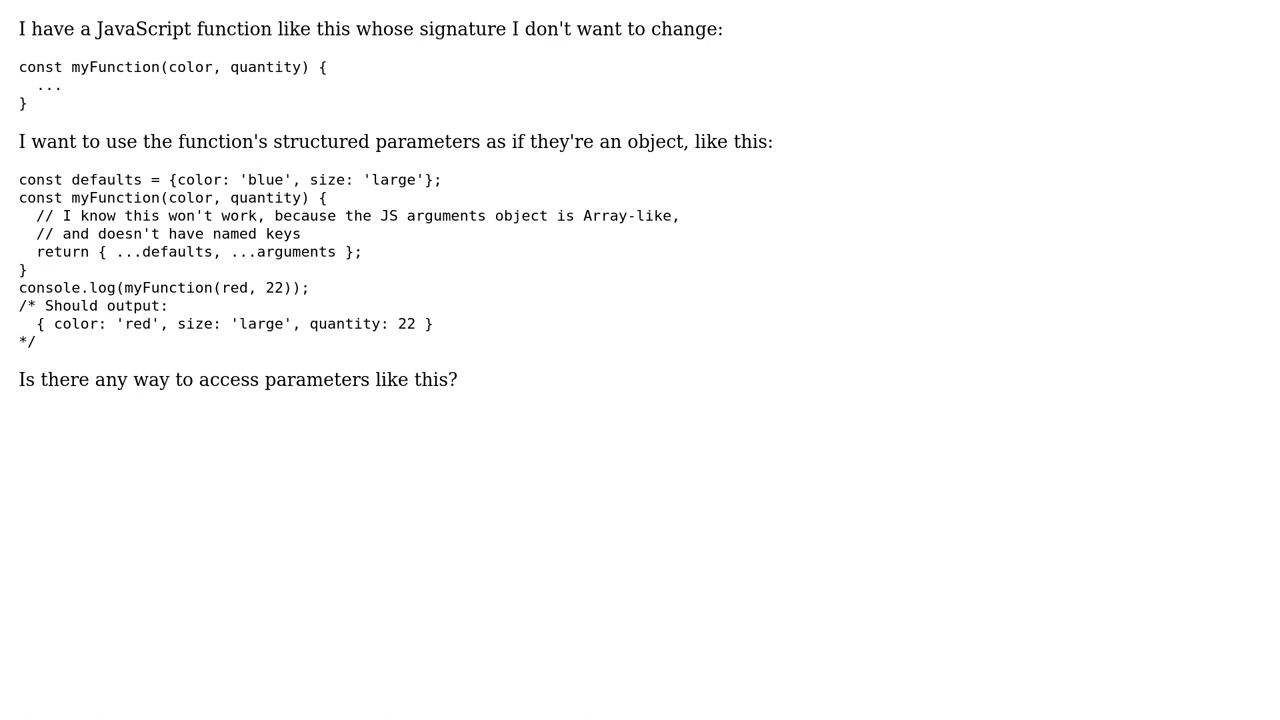 I have a JavaScript function like this whose signature I don't want to change:
const myFunction(color, quantity) {
  ...
}
I want to use the function's structured parameters as if they're an object, like this:
const defaults = {color: 'blue', size: 'large'};
const myFunction(color, quantity) {
  // I know this won't work, because the JS arguments object is Array-like,
  // and doesn't have named keys
  return { ...defaults, ...arguments };
}
console.log(myFunction(red, 22));
/* Should output:
  { color: 'red', size: 'large', quantity: 22 }
*/
Is there any way to access parameters like this?